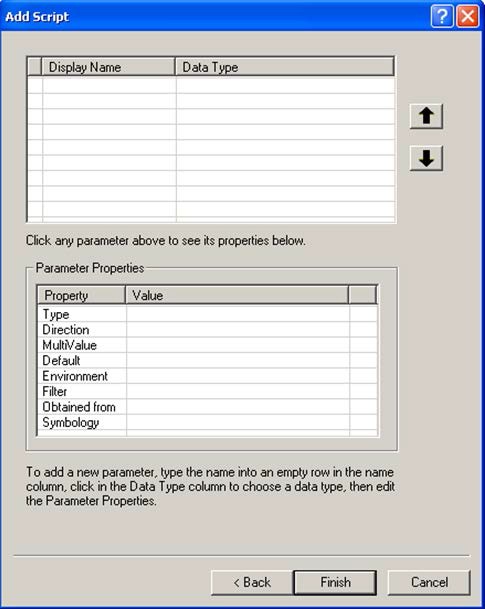 Add Script
Display Name Data Type
Click any parameter above to see its properties below.
Parameter Properties
Property Value
Type
Direction
MultiValue
Default
Environment
Filter
Obtained from
Symbology
To add a new parameter, type the name into an empty row in the name
column, click in the Data Type column to choose a data type, then edit
the Parameter Properties.
< Back Finish Cancel